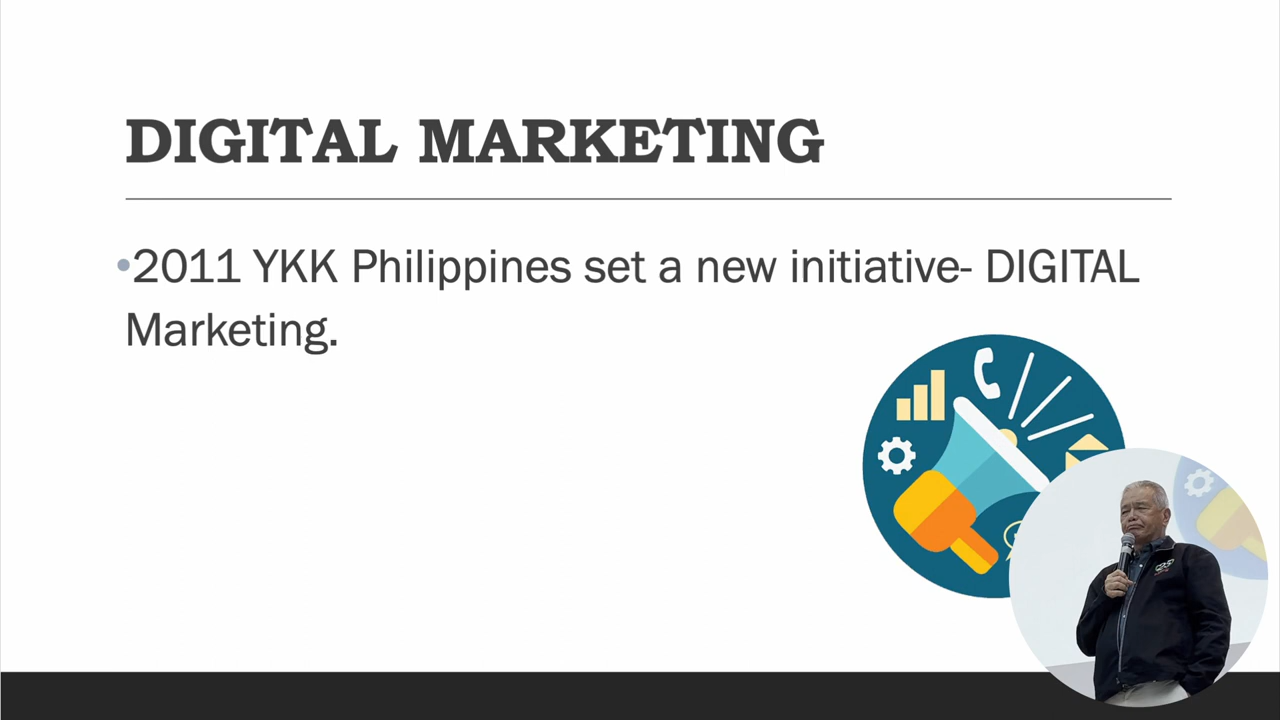 DIGITAL MARKETING
•2011 YKK Philippines set a new initiative- DIGITAL
Marketing.